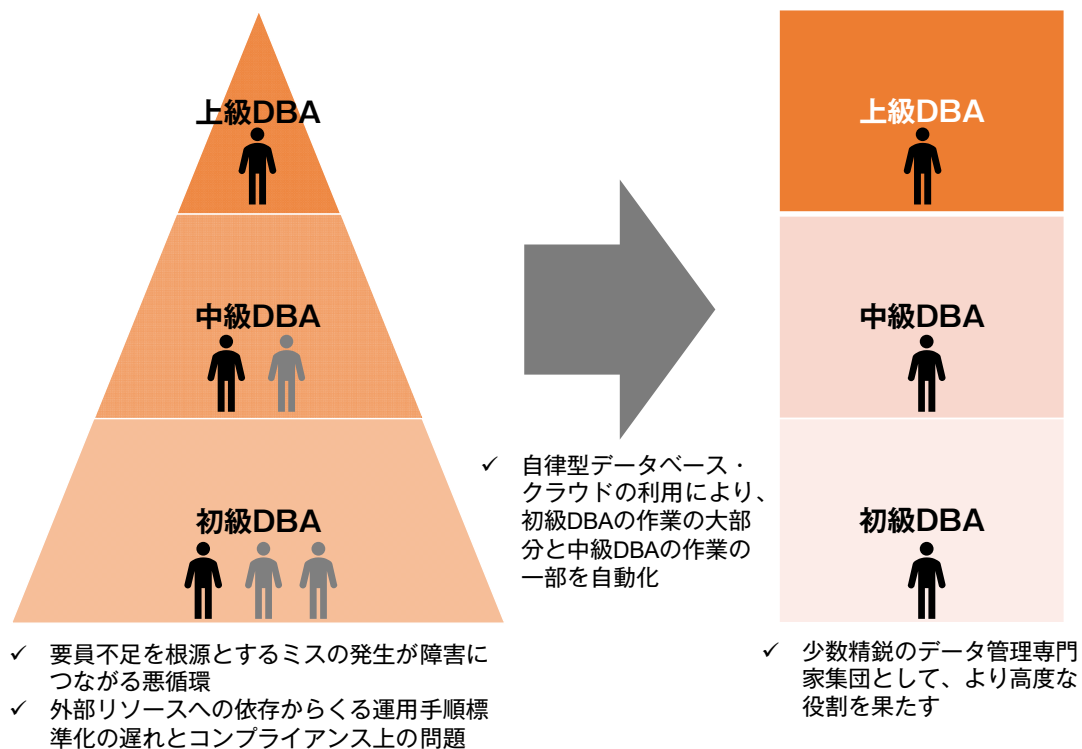 上級DBA
中級DBA
初級DBA
✓ 要員不足を根源とするミスの発生が障害に
つながる悪循環
✓ 外部リソースへの依存からくる運用手順標
準化の遅れとコンプライアンス上の問題
✓ 自律型データベース・
クラウドの利用により、
初級DBAの作業の大部
分と中級DBAの作業の
一部を自動化
上級DBA
中級DBA
初級DBA
✓ 少数精鋭のデータ管理専門
家集団として、より高度な
役割を果たす